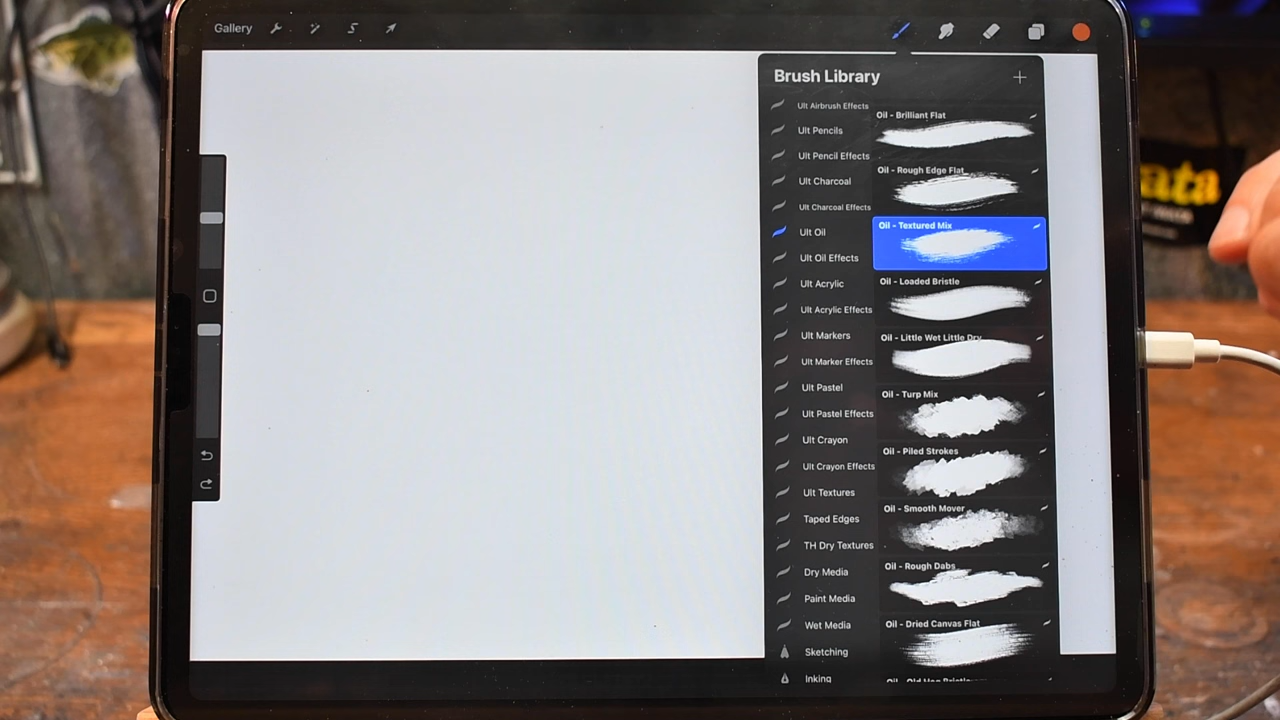 Gallery
Brush Library
Ult Airbrush Effects
Ult Pencils
Ult Pencil Effects
Ult Charcoal
Ult Charcoal Effects
Ult Oil
Ult Oil Effects
Ult Acrylic
Ult Acrylic Effects
Ult Markers
Ult Marker Effects
Ult Pastel
Ult Pastel Effects
Ult Crayon
Ult Crayon Effects
Ult Textures
Taped Edges
TH Dry Textures
Dry Media
Paint Media
Wet Media
Sketching
Inking
Oil - Brilliant Flat
Oil - Rough Edge Flat
Oil - Textured Mix
Oil - Loaded Bristle
Oil - Little Wet Little Dry
Oil - Turp Mix
Oil - Piled Strokes
Oil - Smooth Mover
Oil - Rough Dabs
Oil - Dried Canvas Flat
ata